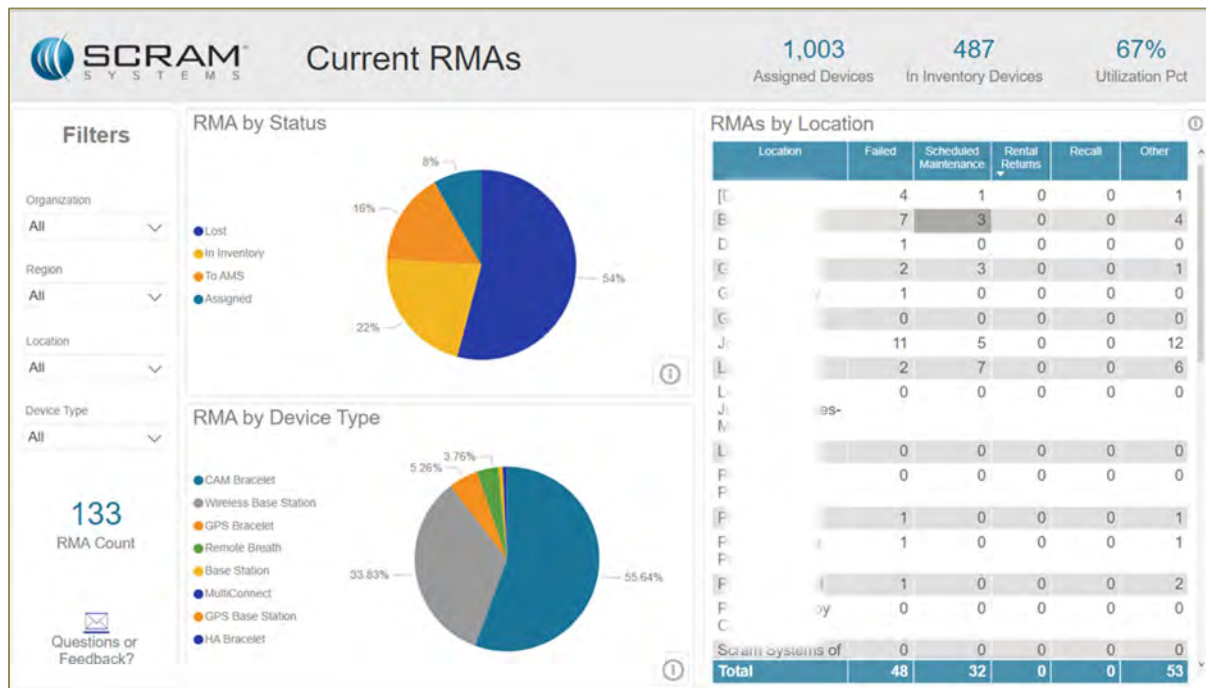 SCRAM
SYSTEMS
Current RMAs
1,003
Assigned Devices
487
In Inventory Devices
67%
Utilization Pct
Filters
Organization
All
Region
All
Location
All
Device Type
All
133
RMA Count
Questions or
Feedback?
RMA by Status
Lost
In Inventory
To AMS
Assigned
8%
16%
22%
54%
RMA by Device Type
CAM Bracelet
Wireless Base Station
GPS Bracelet
Remote Breath
Base Station
MultiConnect
GPS Base Station
HA Bracelet
3.76%
5.26%
33.83%
55.64%
RMAs by Location
Location Failed Scheduled Maintenance Rental Returns Recall Other
4 1 0 0 1
7 3 0 0 4
1 0 0 0 0
2 3 0 0 1
1 0 0 0 0
0 0 0 0 0
11 5 0 0 12
2 7 0 0 6
0 0 0 0 0
0 0 0 0 0
0 0 0 0 0
1 0 0 0 1
1 0 0 0 1
1 0 0 0 2
0 0 0 0 0
Scram Systems of 0 0 0 0 0
Total 48 32 0 0 53